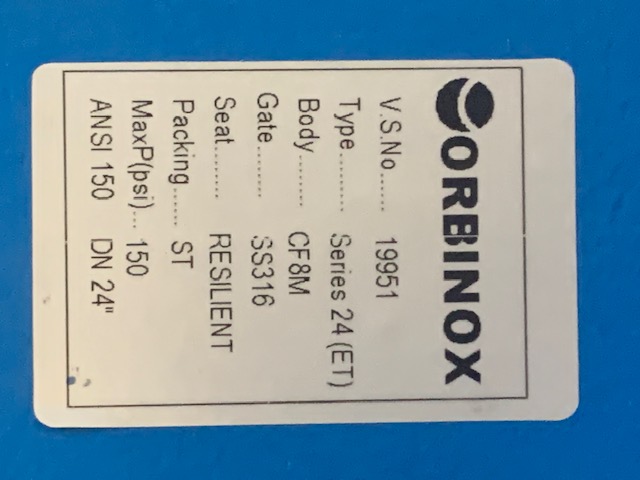 ORBINOX
V.S.No...... 19951
Type......... Series 24 (ET)
Body......... CF8M
Gate......... SS316
Seat........ RESILIENT
Packing...... ST
MaxP(psi)... 150
ANSI 150 DN 24"